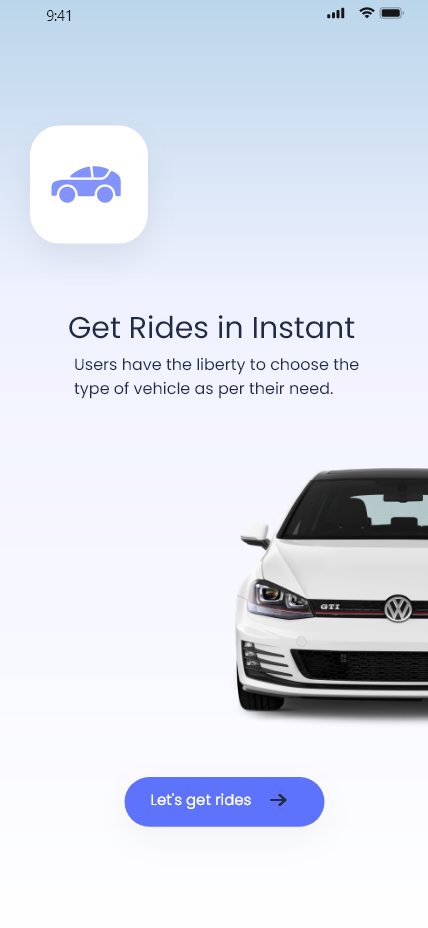 9:41
Get Rides in Instant
Users have the liberty to choose the
type of vehicle as per their need.
GTI
Let's get rides